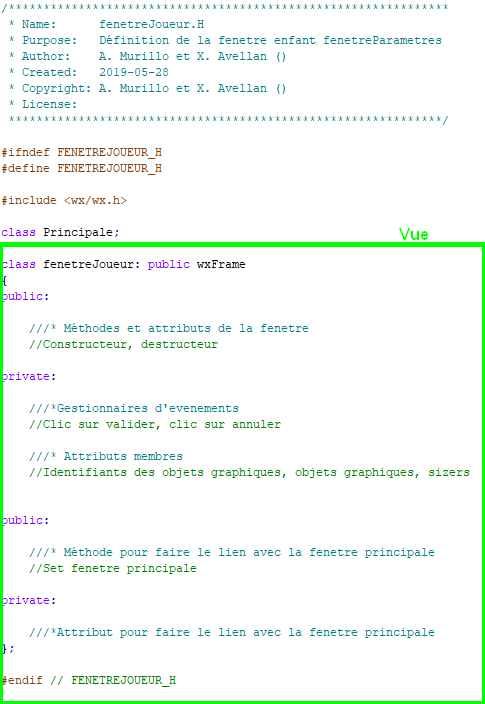 /***************************************************************
 * Name:      fenetreJoueur.H
 * Purpose:   Définition de la fenetre enfant fenetreParametres
 * Author:    A. Murillo et X. Avellan ()
 * Created:   2019-05-28
 * Copyright: A. Murillo et X. Avellan ()
 * License:
 **************************************************************/
#ifndef FENETREJOUEUR_H
#define FENETREJOUEUR_H
#include <wx/wx.h>
class Principale;
Vue
class fenetreJoueur: public wxFrame
{
public:
    ///* Méthodes et attributs de la fenetre
    //Constructeur, destructeur
private:
    ///*Gestionnaires d'evenements
    //Clic sur valider, clic sur annuler
    ///* Attributs membres
    //Identifiants des objets graphiques, objets graphiques, sizers
public:
    ///* Méthode pour faire le lien avec la fenetre principale
    //Set fenetre principale
private:
    ///*Attribut pour faire le lien avec la fenetre principale
};
#endif // FENETREJOUEUR_H